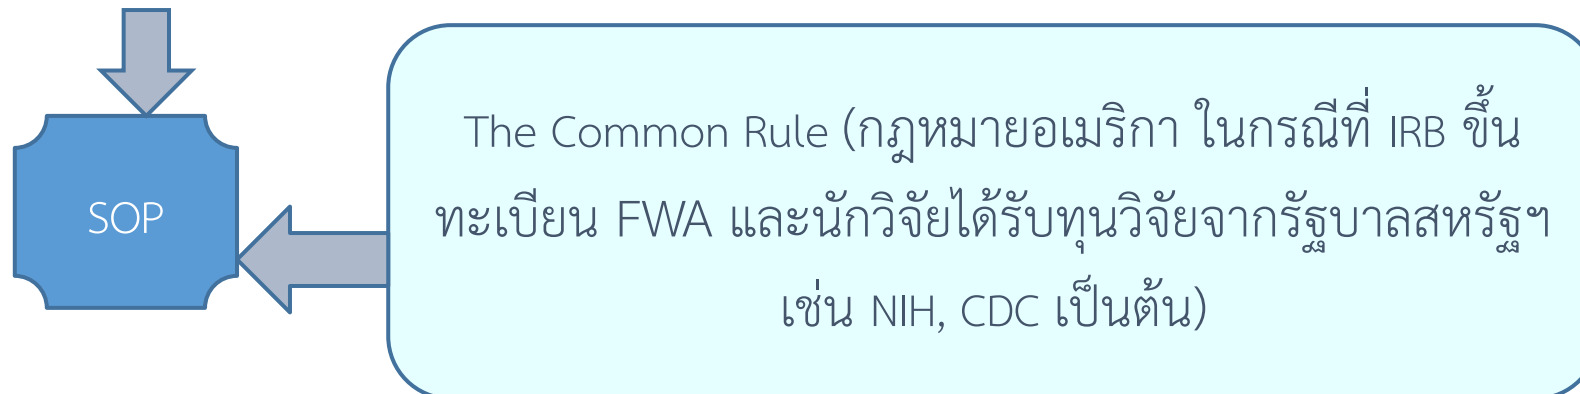 The Common Rule (กฎหมายอเมริกา ในกรณีที่ IRB ขึ้น
ทะเบียน FWA และนักวิจัยได้รับทุนวิจัยจากรัฐบาลสหรัฐฯ
เช่น NIH, CDC เป็นต้น)
SOP